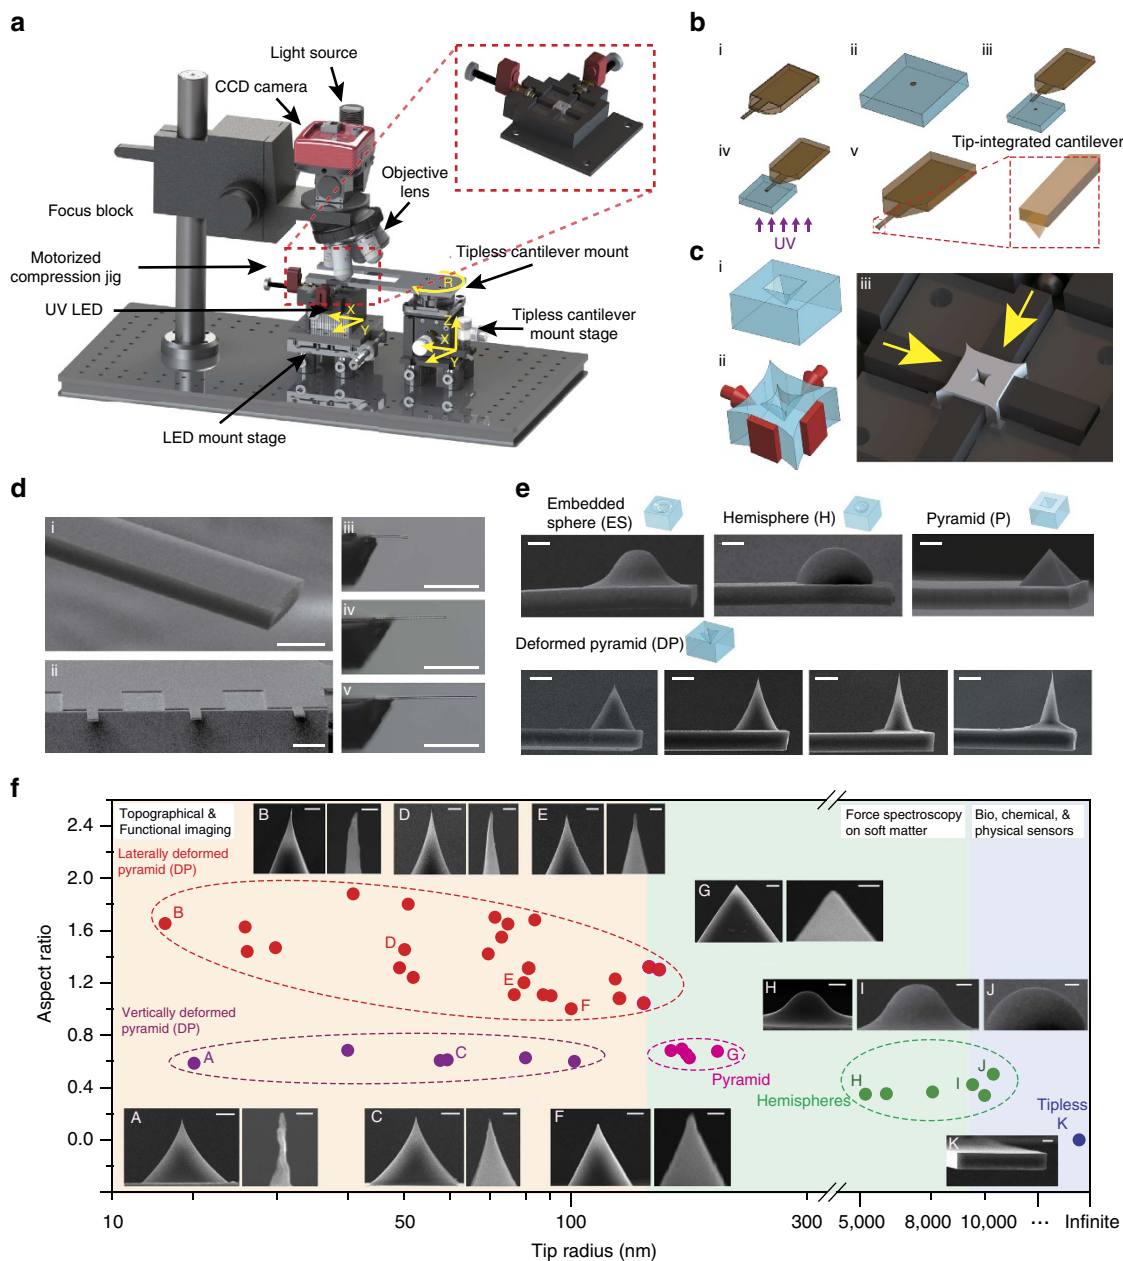 a
Light source
CCD camera
Objective
lens
Focus block
Motorized
compression jig
Tipless cantilever mount
UV LED
Tipless cantilever
mount stage
LED mount stage
R
X
Y
Z
X
Y
b
i
ii
iii
iv
v
Tip-integrated cantilever
UV
c
i
ii
iii
d
i
ii
iii
iv
v
e
Embedded
sphere (ES)
Hemisphere (H)
Pyramid (P)
Deformed pyramid (DP)
f
Topographical &
Functional imaging
Force spectroscopy
on soft matter
Bio, chemical, &
physical sensors
Laterally deformed
pyramid (DP)
Vertically deformed
pyramid (DP)
B
D
E
G
H
I
J
A
C
F
K
B
D
E
F
A
C
G
Pyramid
H
I
J
Hemispheres
Tipless
K
Aspect ratio
2.4
2.0
1.6
1.2
0.8
0.4
0.0
10
50
100
300
5,000
8,000
10,000
...
Infinite
Tip radius (nm)